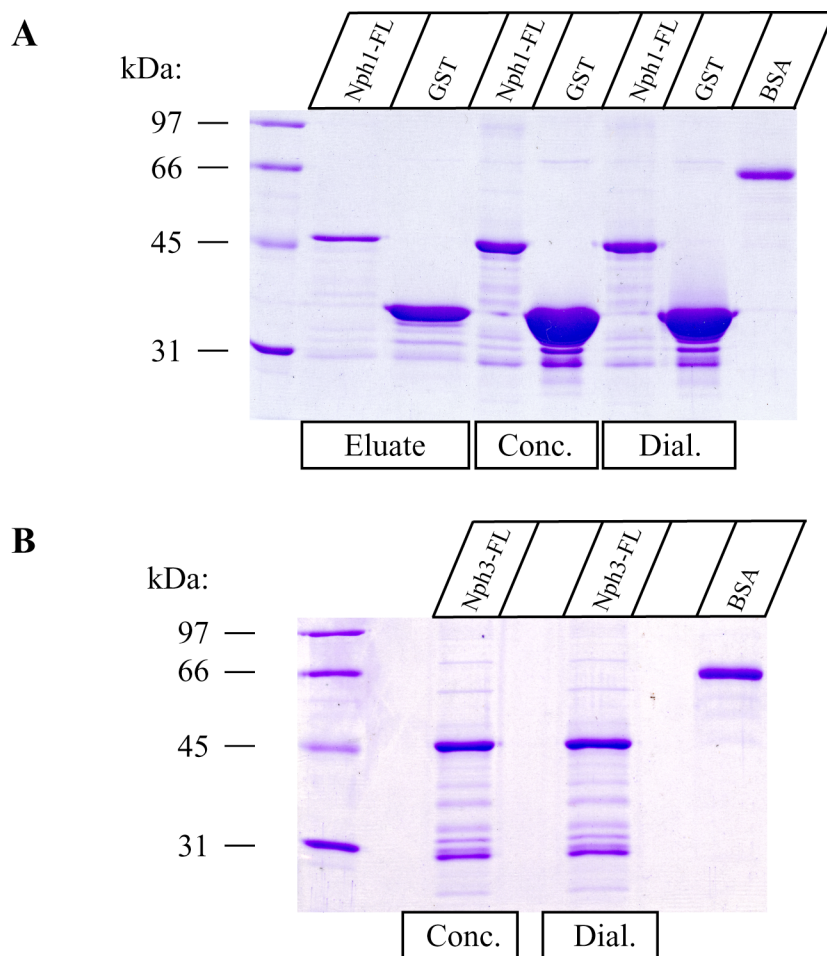 A
kDa:
Nph1-FL GST Nph1-FL GST Nph1-FL GST BSA
97
66
45
31
Eluate Conc. Dial.
B
kDa:
Nph3-FL Nph3-FL BSA
97
66
45
31
Conc. Dial.